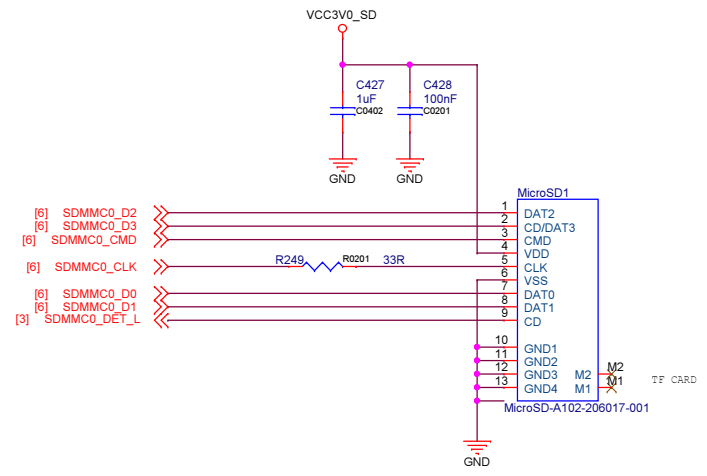 VCC3V0_SD
C427
1uF
C0402
C428
100nF
C0201
GND
GND
MicroSD1
[6] SDMMC0_D2 1 DAT2
[6] SDMMC0_D3 2 CD/DAT3
[6] SDMMC0_CMD 3 CMD
4 VDD
[6] SDMMC0_CLK R249 R0201 33R 5 CLK
6 VSS
[6] SDMMC0_D0 7 DAT0
[6] SDMMC0_D1 8 DAT1
[3] SDMMC0_DET_L 9 CD
10 GND1
11 GND2
12 GND3 M2 M2
13 GND4 M1 M1
TF CARD
MicroSD-A102-206017-001
GND